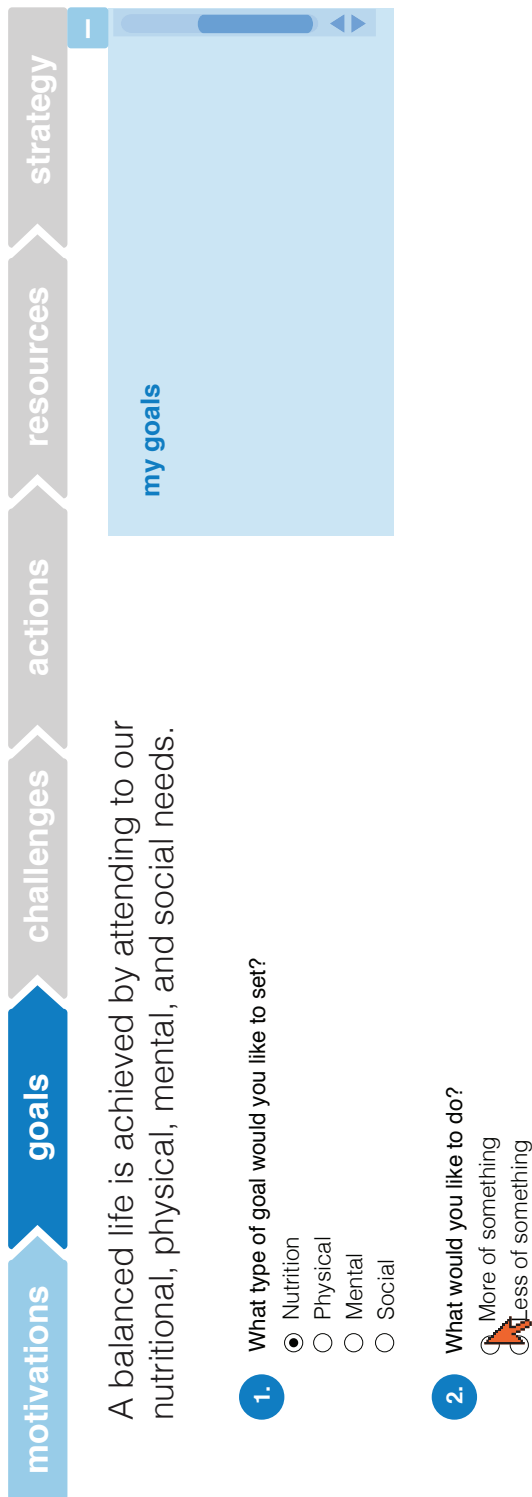 motivations
goals
challenges
actions
resources
strategy
A balanced life is achieved by attending to our
nutritional, physical, mental, and social needs.
my goals
1.
What type of goal would you like to set?
Nutrition
Physical
Mental
Social
2.
What would you like to do?
More of something
Less of something